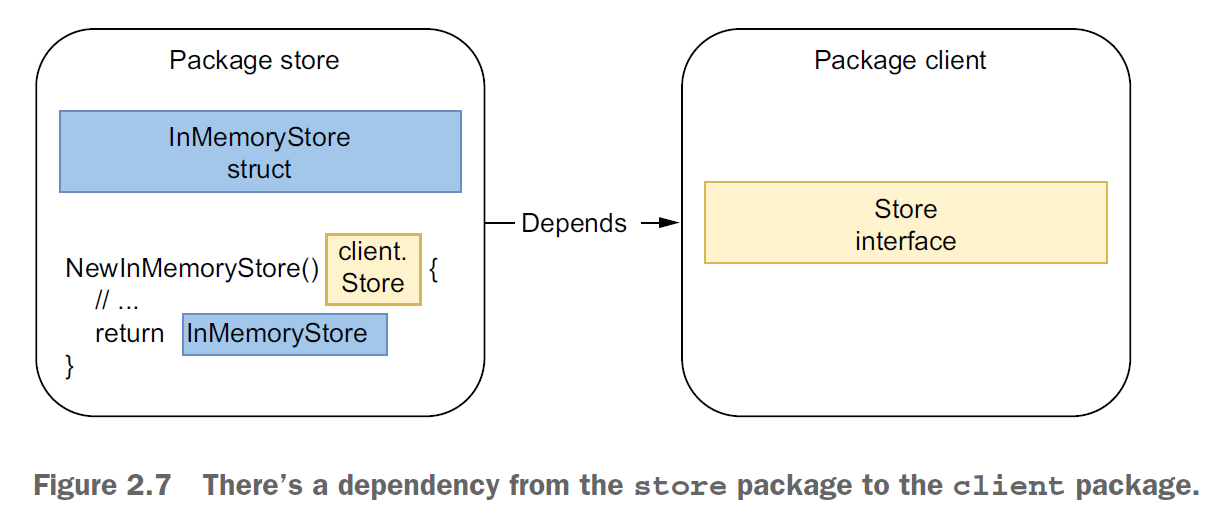 Package store
InMemoryStore
struct
NewInMemoryStore() client. Store {
// ...
return InMemoryStore
}
Depends
Package client
Store
interface
Figure 2.7 There’s a dependency from the store package to the client package.